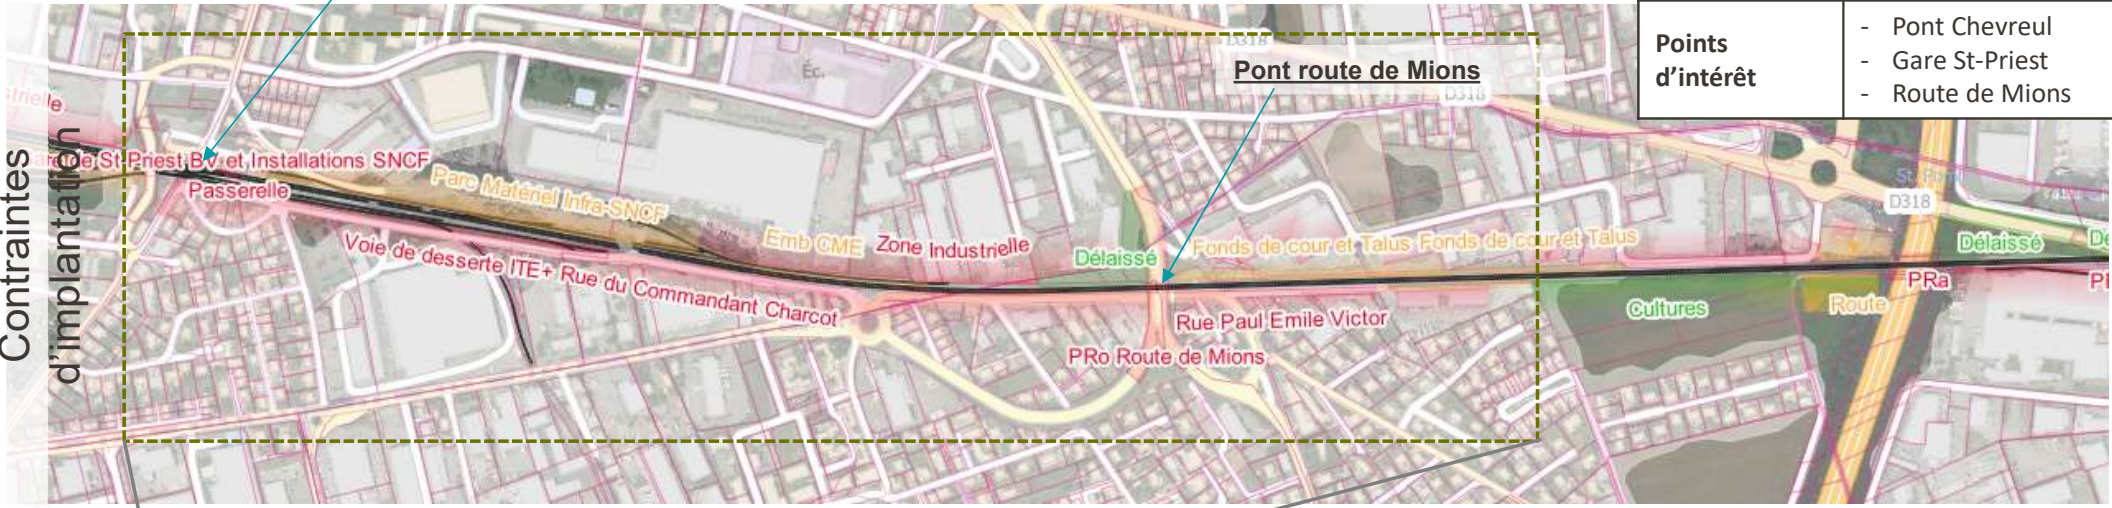 Contraintes
d'implantation
Points
d'intérêt
- Pont Chevreul
- Gare St-Priest
- Route de Mions
D318
Pont route de Mions
D318
Éc.
strielle
Gare de St Priest BV et Installations SNCF
Passerelle
Parc Matériel Infra-SNCF
Emb CME
Zone Industrielle
Voie de desserte ITE+ Rue du Commandant Charcot
Délaissé
Fonds de cour et Talus
Fonds de cour et Talus
D318
Délaissé
Rue Paul Emile Victor
PRo Route de Mions
Cultures
Route
PRa